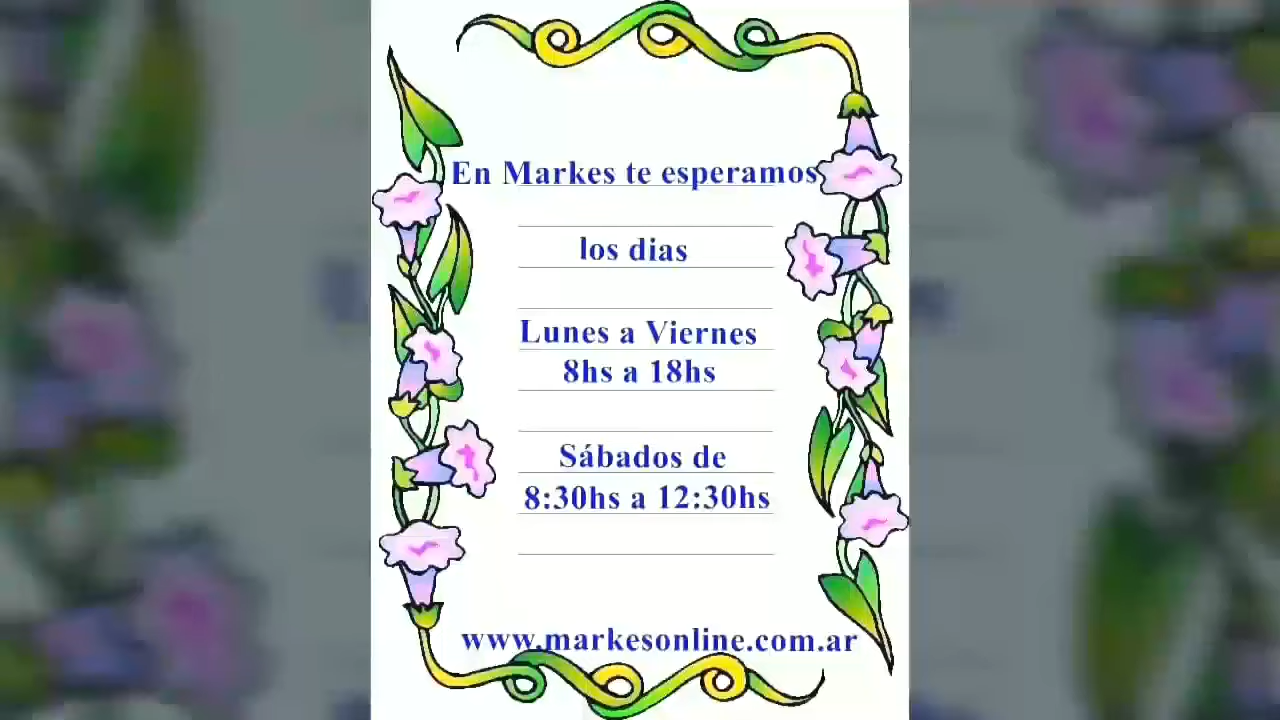 En Markes te esperamos
los dias
Lunes a Viernes
8hs a 18hs
Sábados de
8:30hs a 12:30hs
www.markesonline.com.ar